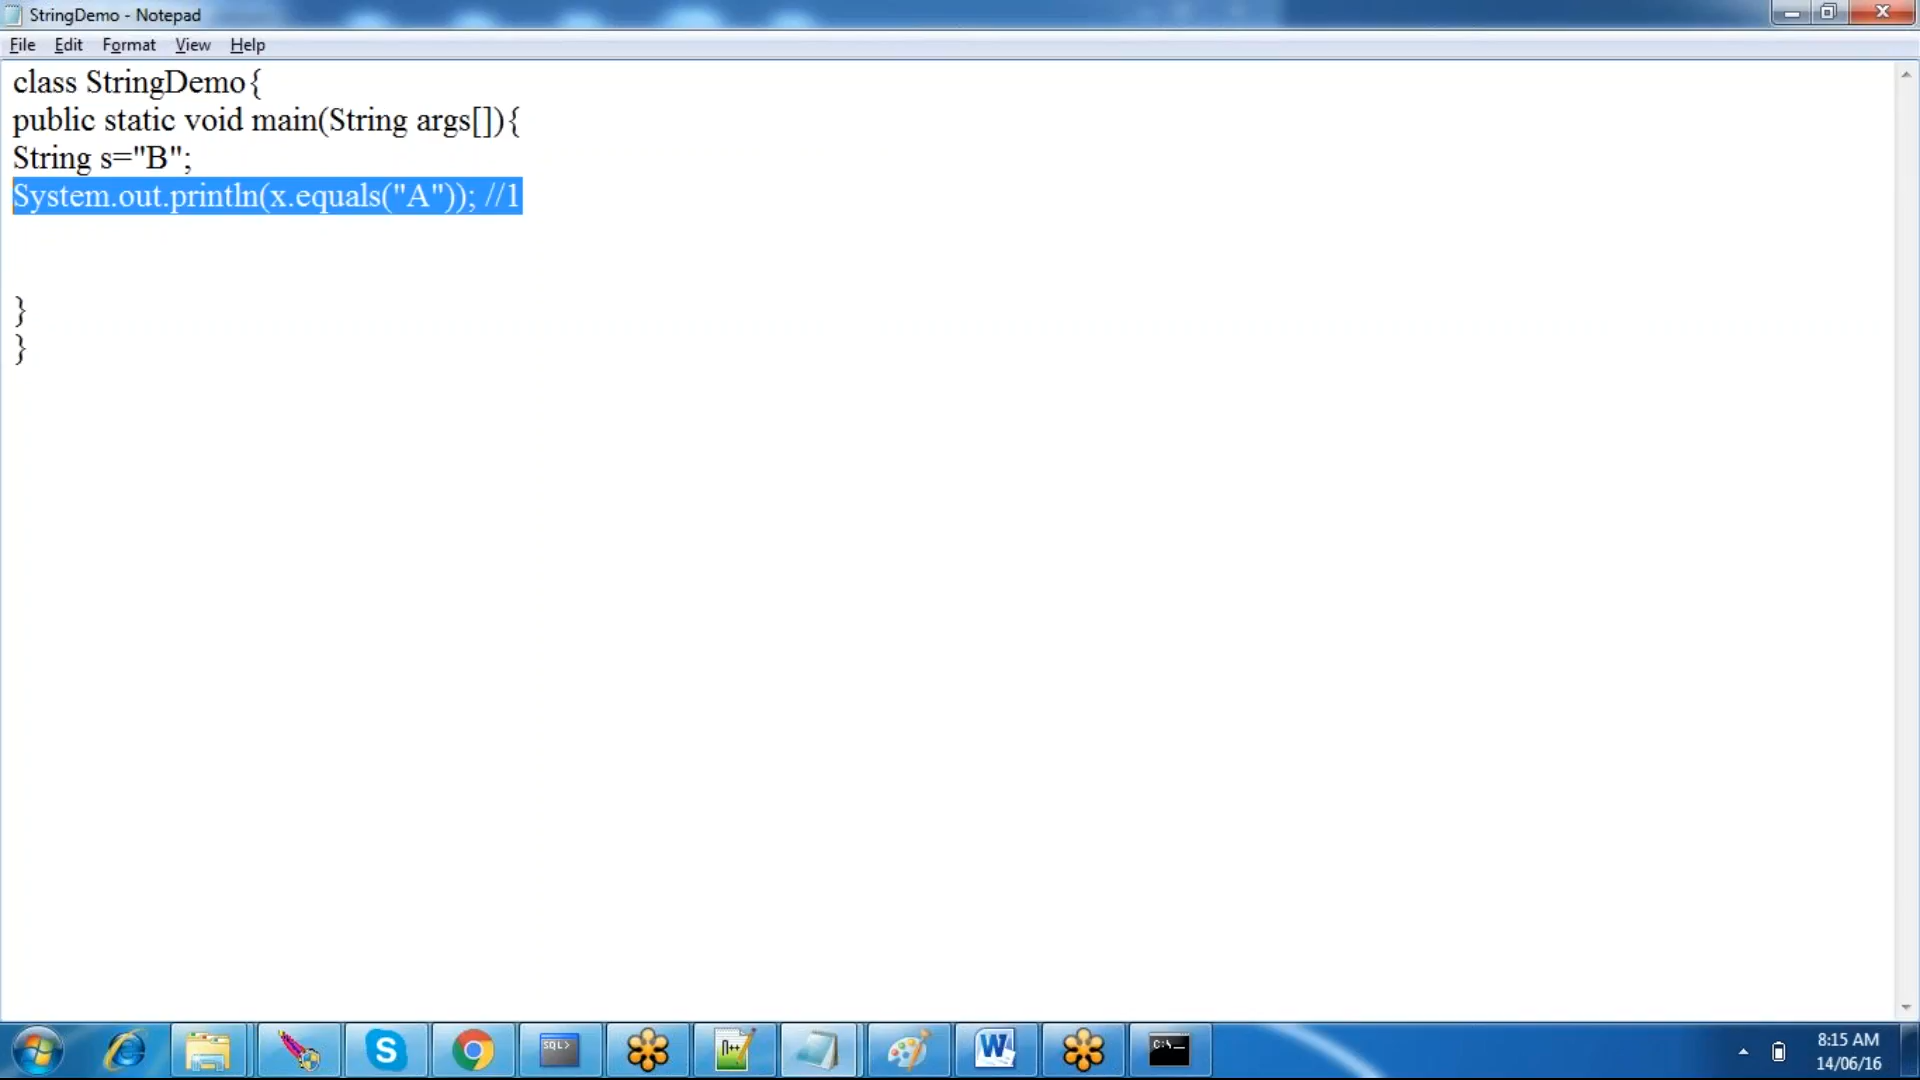 StringDemo - Notepad
File Edit Format View Help
class StringDemo{
public static void main(String args[]){
String s="B";
System.out.println(x.equals("A")); //1
}
}
SQL>
C:\
8:15 AM
14/06/16